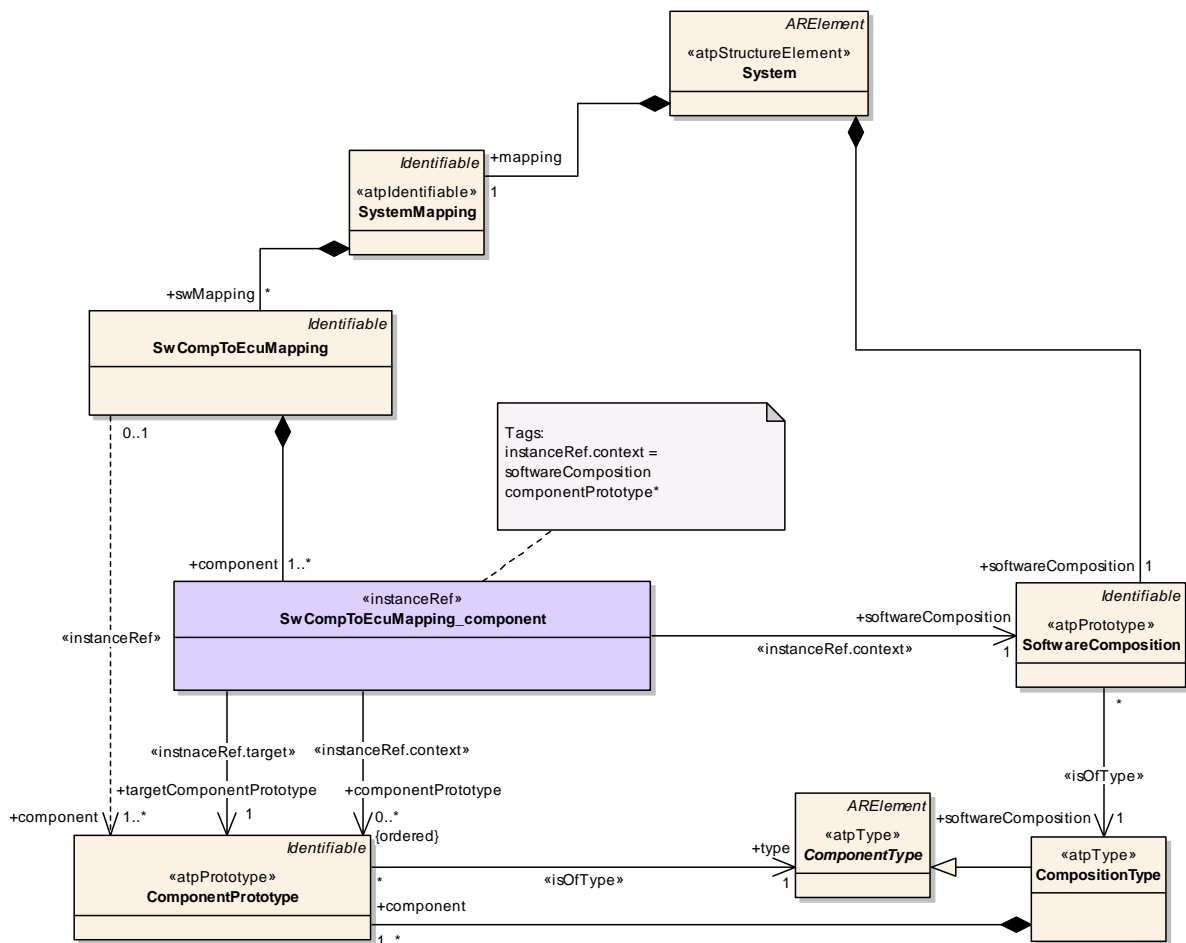 ARElement
«atpStructureElement»
System
+mapping
1
Identifiable
«atpIdentifiable»
SystemMapping
+swMapping
*
Identifiable
SwCompToEcuMapping
0..1
Tags:
instanceRef.context =
softwareComposition
componentPrototype*
+component
1..*
+softwareComposition
1
«instanceRef»
SwCompToEcuMapping_component
Identifiable
«atpPrototype»
SoftwareComposition
+softwareComposition
«instanceRef.context»
1
«instanceRef»
*
«instnaceRef.target»
«instanceRef.context»
«isOfType»
+targetComponentPrototype
1
+componentPrototype
0..*
{ordered}
+component
1..*
+softwareComposition
1
ARElement
«atpType»
ComponentType
Identifiable
«atpPrototype»
ComponentPrototype
+type
1
*
«isOfType»
«atpType»
CompositionType
+component
1..*